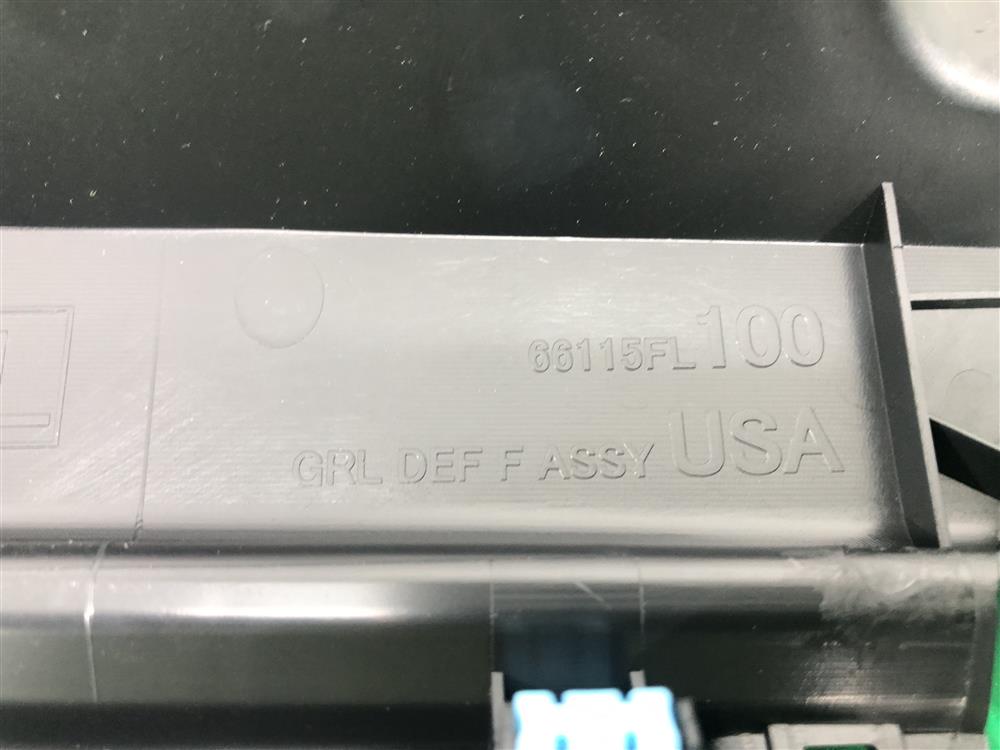 66115FL100
GRL DEF F ASSY USA